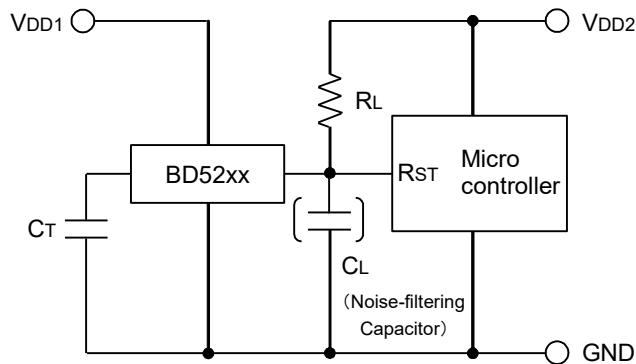 VDD1
VDD2
RL
BD52xx
RST
Micro
controller
CT
CL
（Noise-filtering
Capacitor）
GND